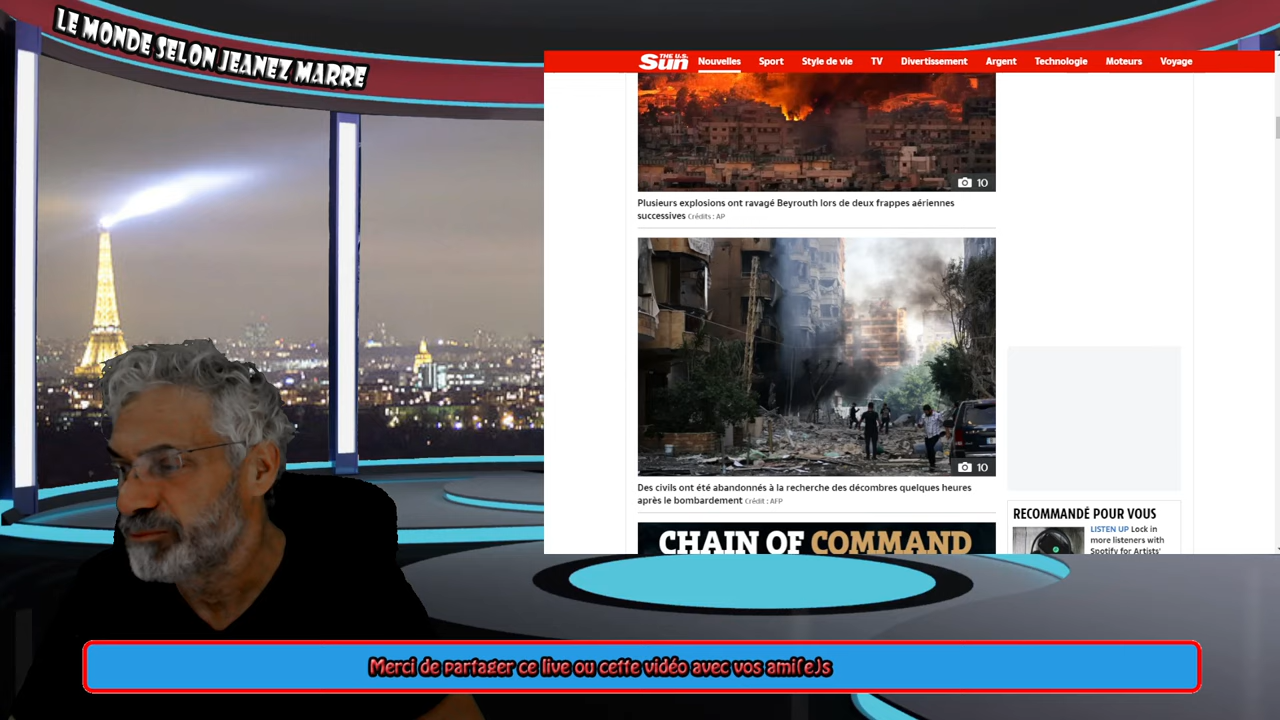 LE MONDE SELON JEANEZ MARRE
THE U.S.
Sun
Nouvelles Sport Style de vie TV Divertissement Argent Technologie Moteurs Voyage
10
Plusieurs explosions ont ravagé Beyrouth lors de deux frappes aériennes
successives Crédits : AP
10
Des civils ont été abandonnés à la recherche des décombres quelques heures
après le bombardement Crédit : AFP
CHAIN OF COMMAND
RECOMMANDÉ POUR VOUS
LISTEN UP Lock in
more listeners with
Spotify for Artists'
Merci de partager ce live ou cette vidéo avec vos ami(e)s